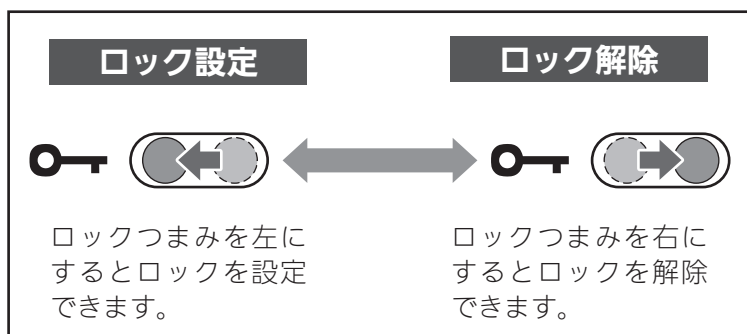 ロック設定
ロックつまみを左に
するとロックを設定
できます。
ロック解除
ロックつまみを右に
するとロックを解除
できます。